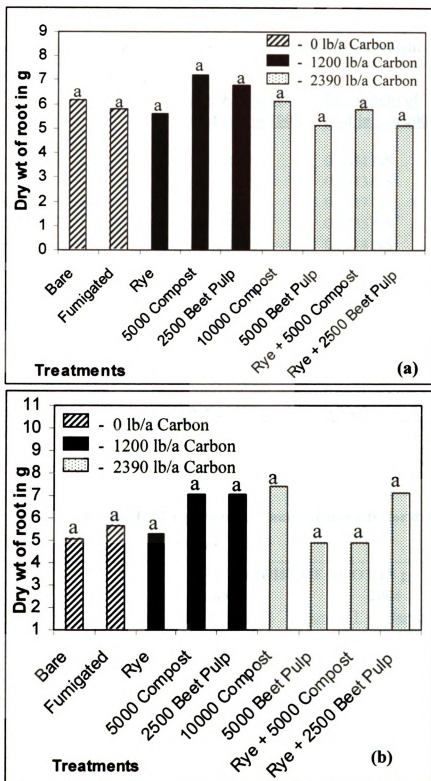 9
8
7
6
5
4
3
2
1
0
Dry wt of root in g
- 0 lb/a Carbon
- 1200 lb/a Carbon
- 2390 lb/a Carbon
a a a a a a a a a
Bare
Fumigated
Rye
5000 Compost
2500 Beet Pulp
10000 Compost
5000 Beet Pulp
Rye + 5000 Compost
Rye + 2500 Beet Pulp
Treatments
(a)
11
10
9
8
7
6
5
4
3
2
1
Dry wt of root in g
- 0 lb/a Carbon
- 1200 lb/a Carbon
- 2390 lb/a Carbon
a a a a a a a a a
Bare
Fumigated
Rye
5000 Compost
2500 Beet Pulp
10000 Compost
5000 Beet Pulp
Rye + 5000 Compost
Rye + 2500 Beet Pulp
Treatments
(b)